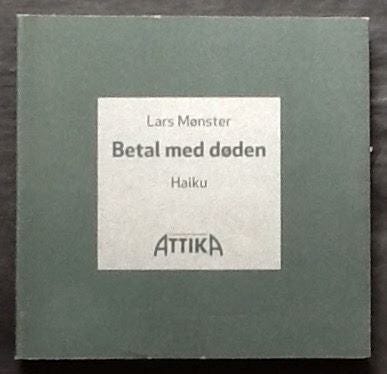 Lars Mønster
Betal med døden
Haiku
ATTIKA